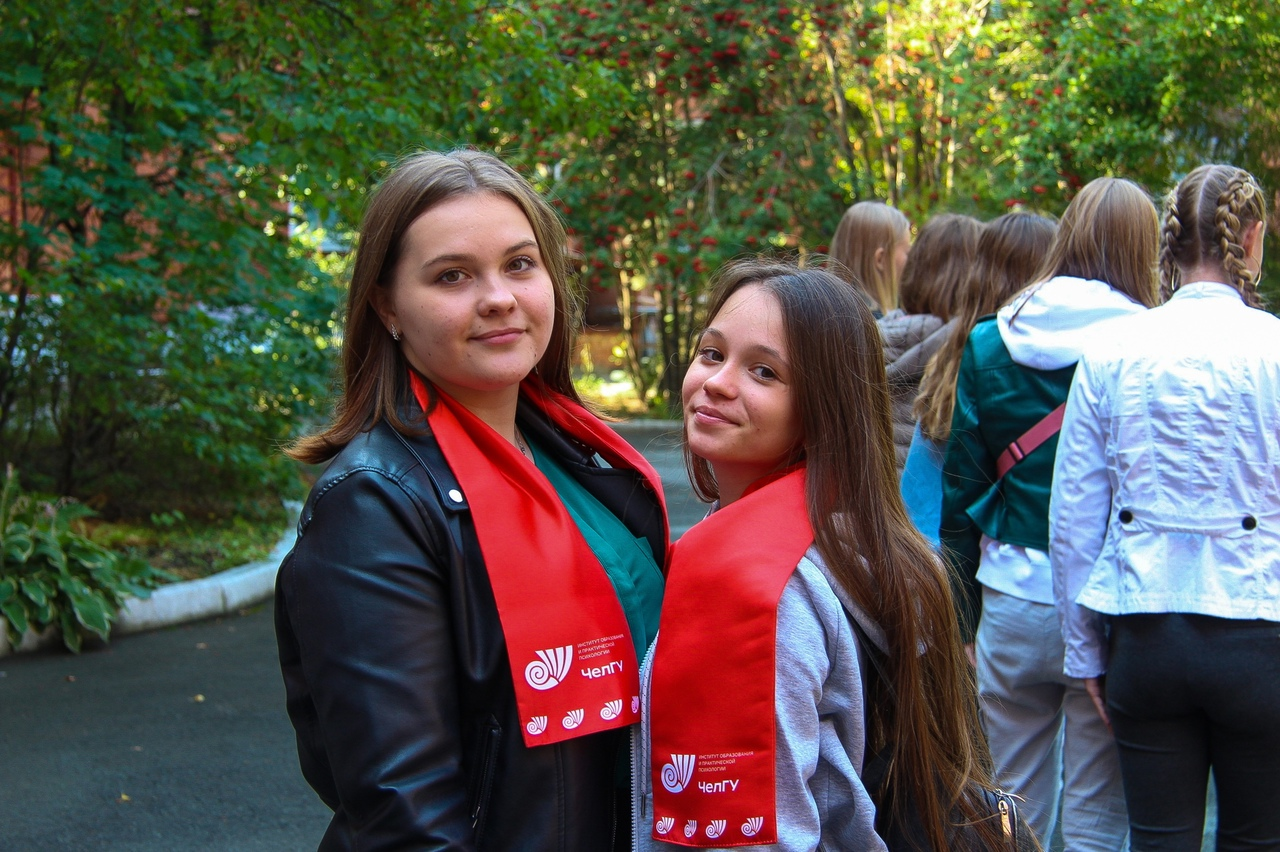 ИНСТИТУТ ОБРАЗОВАНИЯ
И ПРАКТИЧЕСКОЙ
ПСИХОЛОГИИ
ЧелГУ
ИНСТИТУТ ОБРАЗОВАНИЯ
И ПРАКТИЧЕСКОЙ
ПСИХОЛОГИИ
ЧелГУ